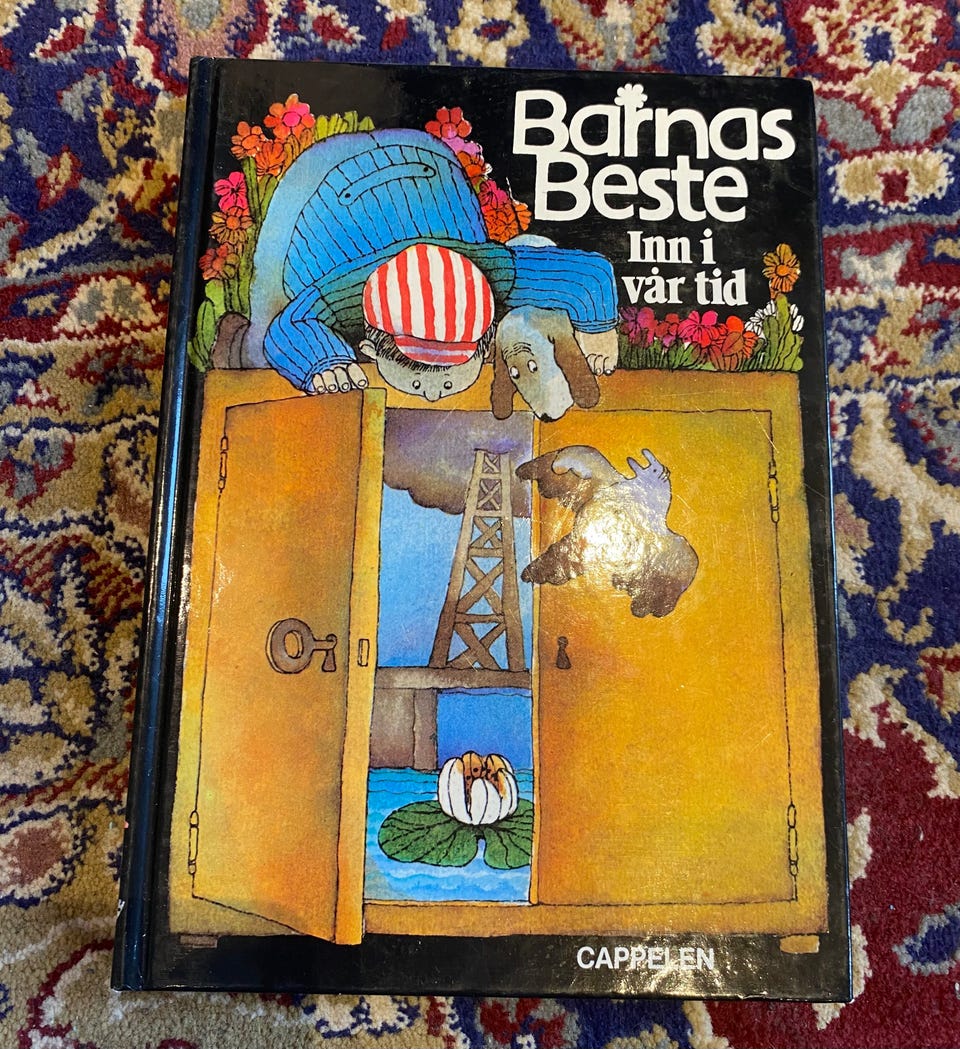 Barnas
Beste
Inn i
vår tid
CAPPELEN